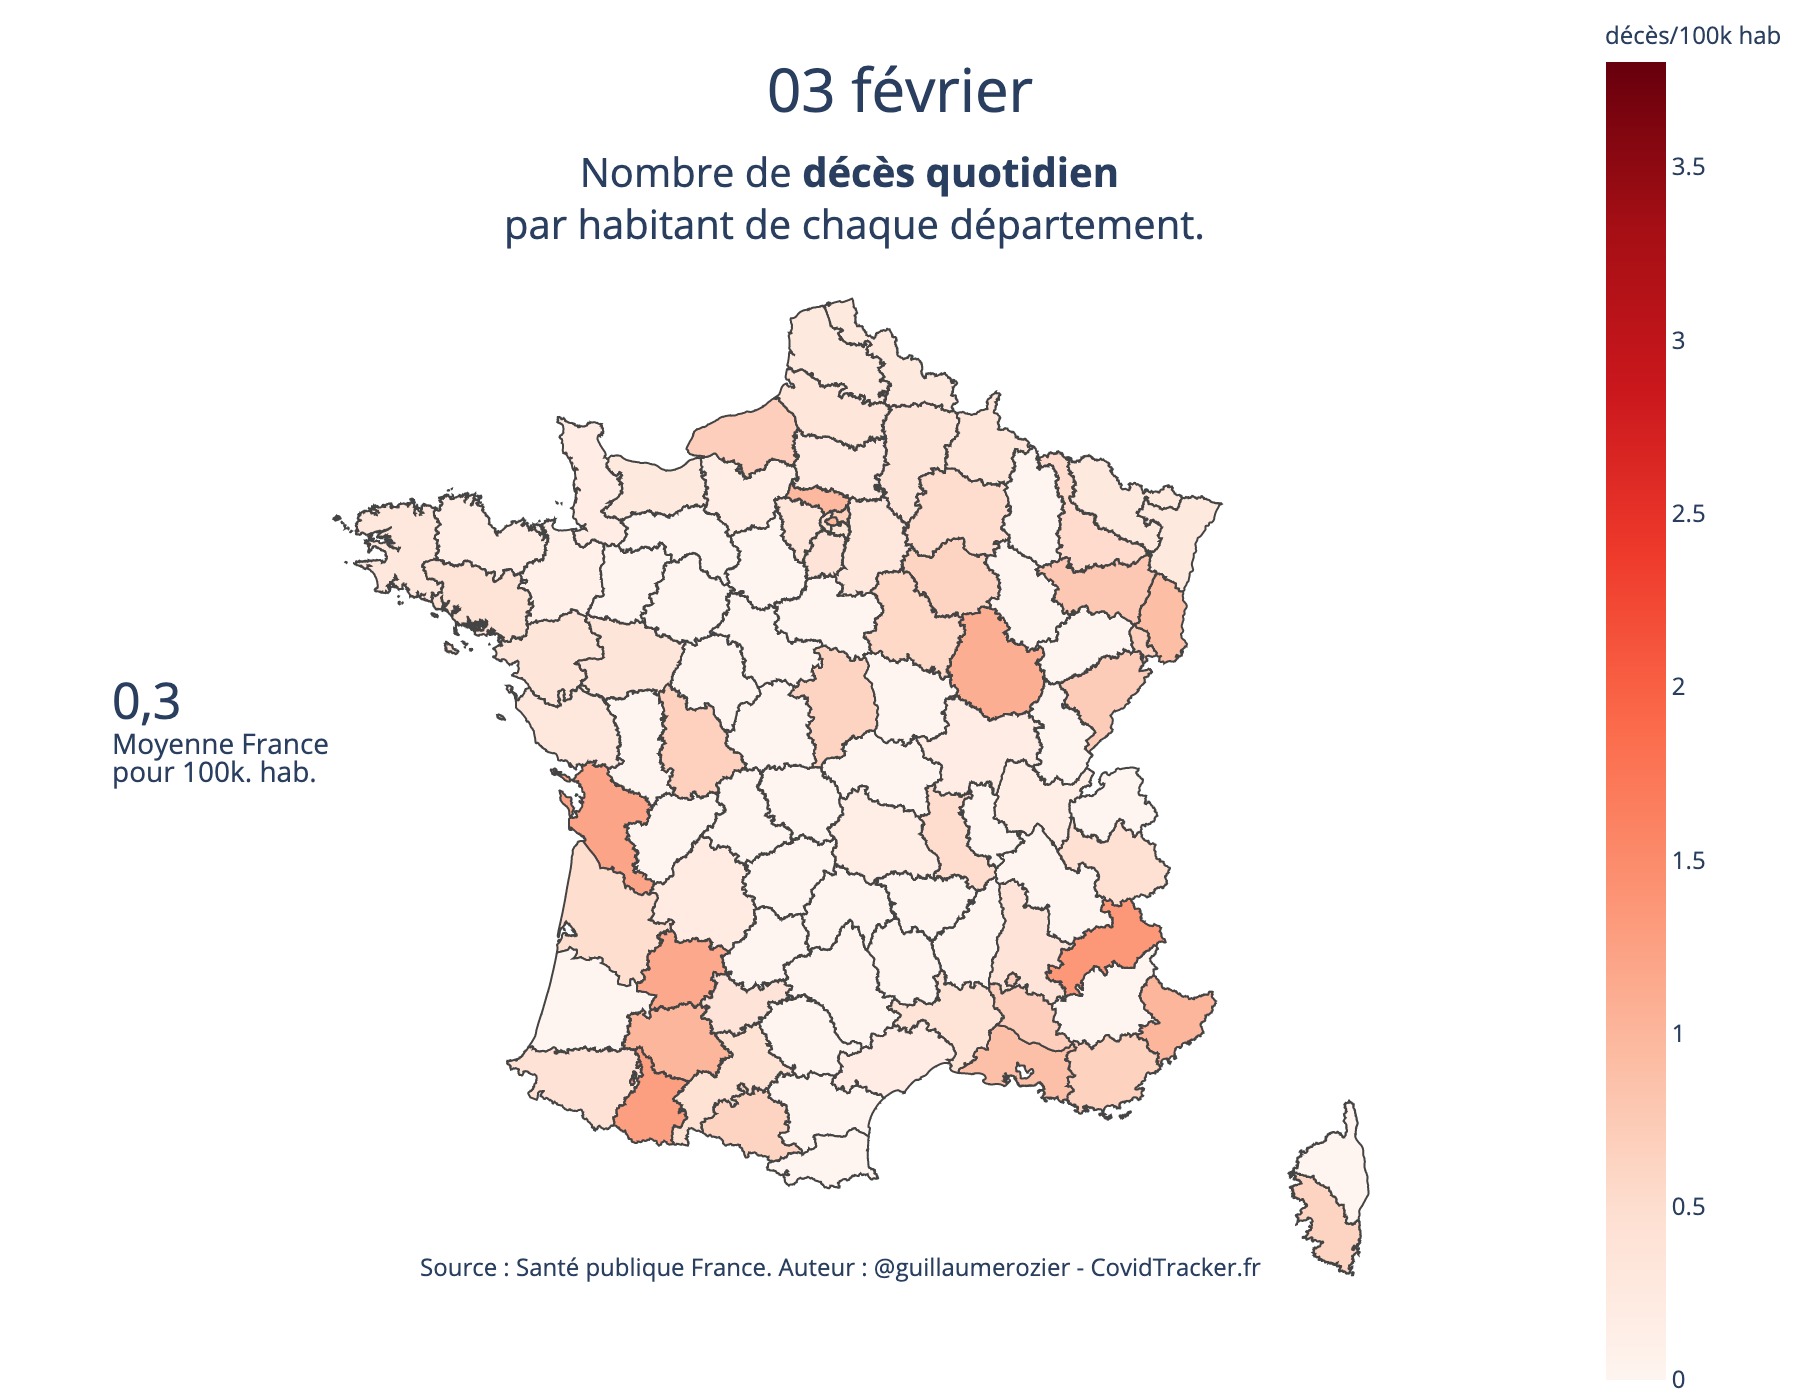 décès/100k hab
03 février
Nombre de décès quotidien
par habitant de chaque département.
3.5
3
2.5
2
0,3
Moyenne France
pour 100k. hab.
1.5
1
0.5
Source : Santé publique France. Auteur : @guillaumerozier - CovidTracker.fr
0